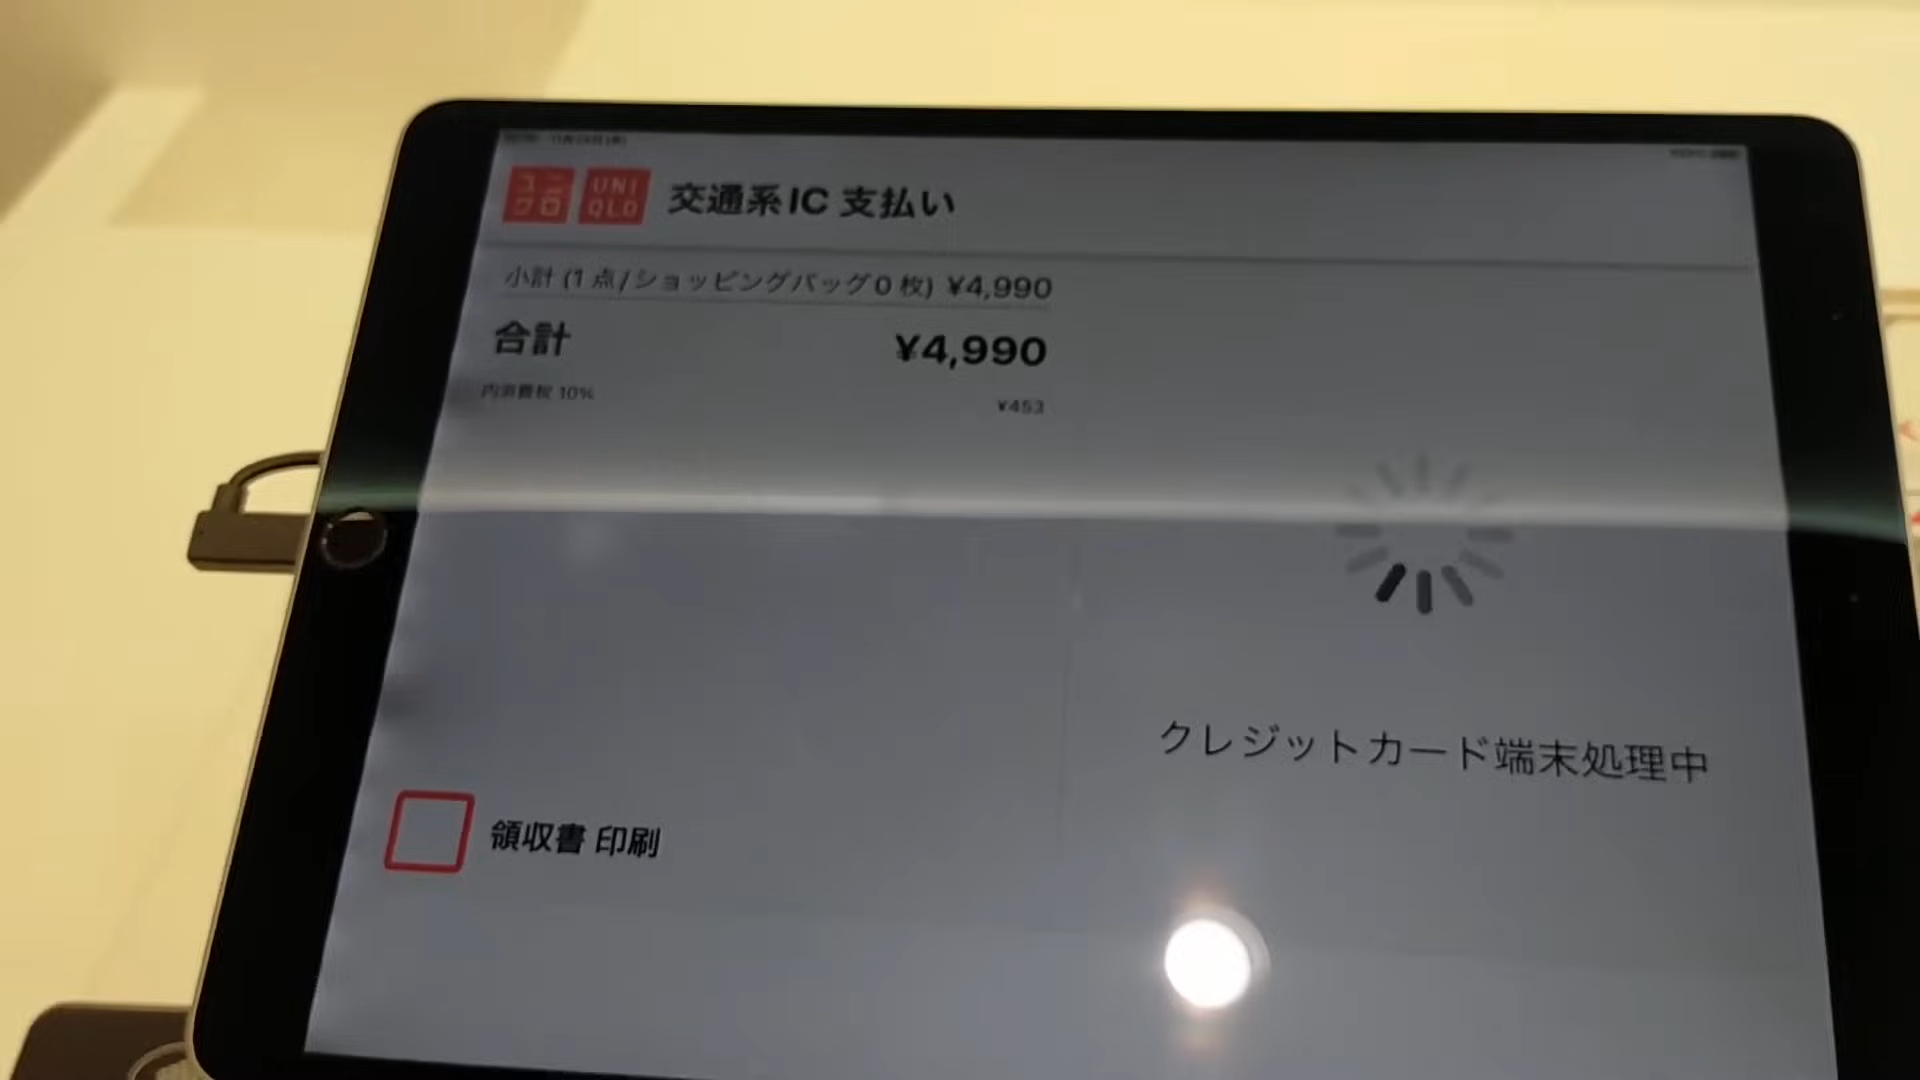 ユニ
クロ
UNI
QLO
交通系IC 支払い
小計 (1 点/ショッピングバッグ0 枚) ¥4,990
合計 ¥4,990
内消費税 10% ¥453
クレジットカード端末処理中
領収書 印刷